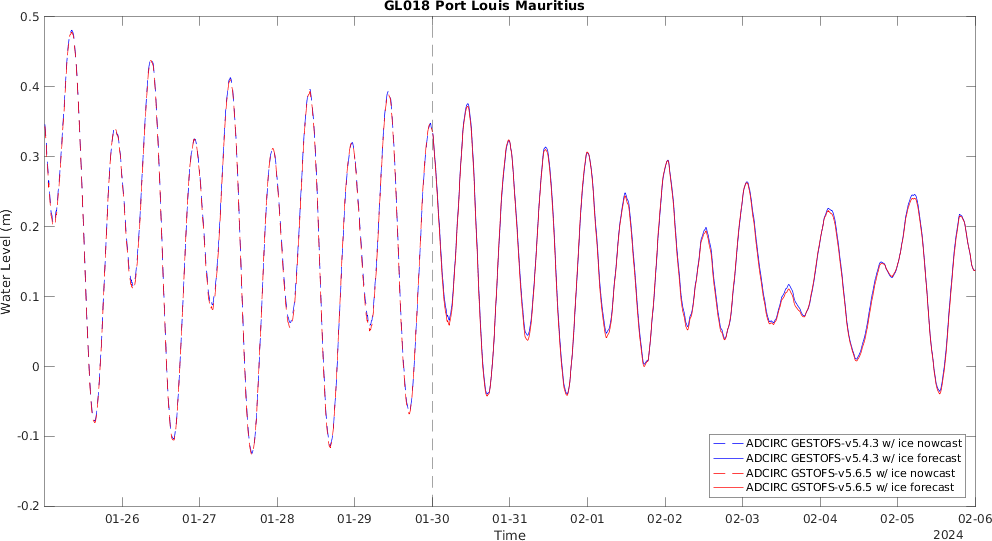 GL018 Port Louis Mauritius
0.5
0.4
0.3
0.2
0.1
0
-0.1
-0.2
Water Level (m)
ADCIRC GESTOFS-v5.4.3 w/ ice nowcast
ADCIRC GESTOFS-v5.4.3 w/ ice forecast
ADCIRC GSTOFS-v5.6.5 w/ ice nowcast
ADCIRC GSTOFS-v5.6.5 w/ ice forecast
01-26 01-27 01-28 01-29 01-30 01-31 02-01 02-02 02-03 02-04 02-05 02-06
Time
2024